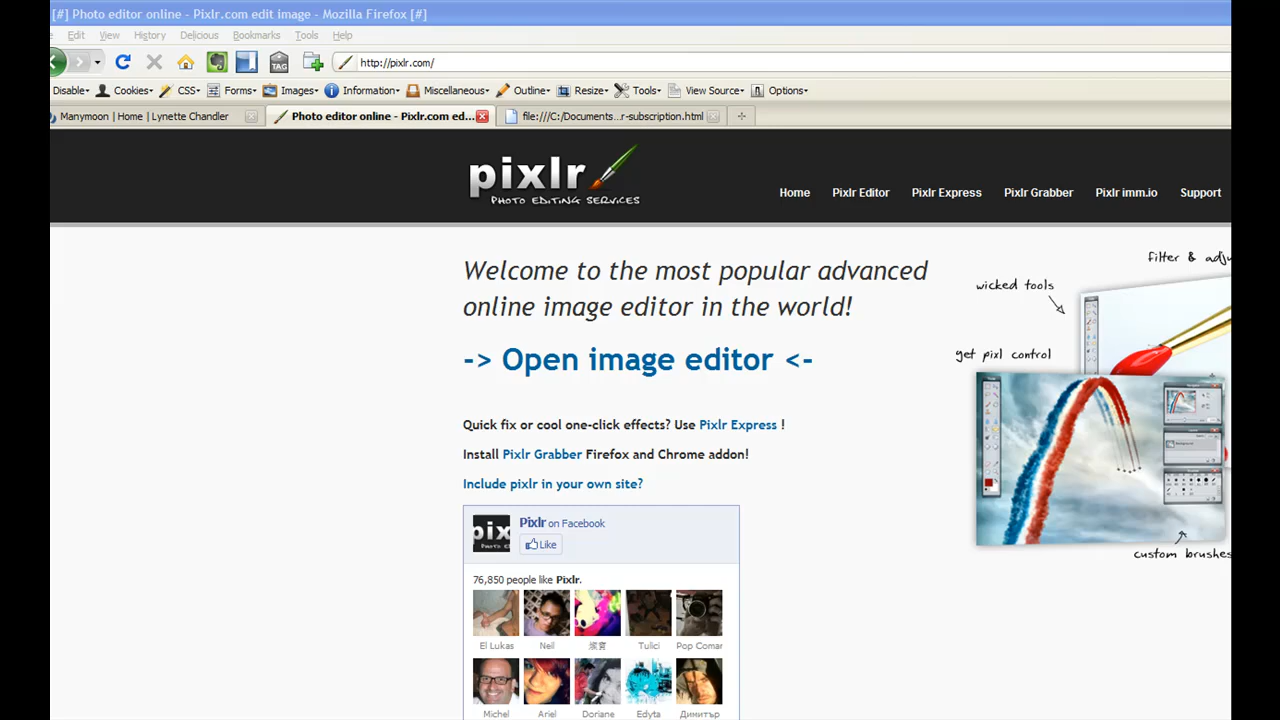 [#] Photo editor online - Pixlr.com edit image - Mozilla Firefox [#]
Edit View History Delicious Bookmarks Tools Help
TAG http://pixlr.com/
Disable Cookies CSS Forms Images Information Miscellaneous Outline Resize Tools View Source Options
Manymoon | Home | Lynette Chandler Photo editor online - Pixlr.com ed... file:///C:/Documents...r-subscription.html
pixlr
PHOTO EDITING SERVICES
Home Pixlr Editor Pixlr Express Pixlr Grabber Pixlr imm.io Support
Welcome to the most popular advanced
online image editor in the world!
-> Open image editor <-
Quick fix or cool one-click effects? Use Pixlr Express !
Install Pixlr Grabber Firefox and Chrome addon!
Include pixlr in your own site?
filter & adju
wicked tools
get pixl control
custom brushes
pix
Pixlr on Facebook
Like
76,850 people like Pixlr.
El Lukas Neil Tulici Pop Comar
Michel Ariel Doriane Edyta Димитър